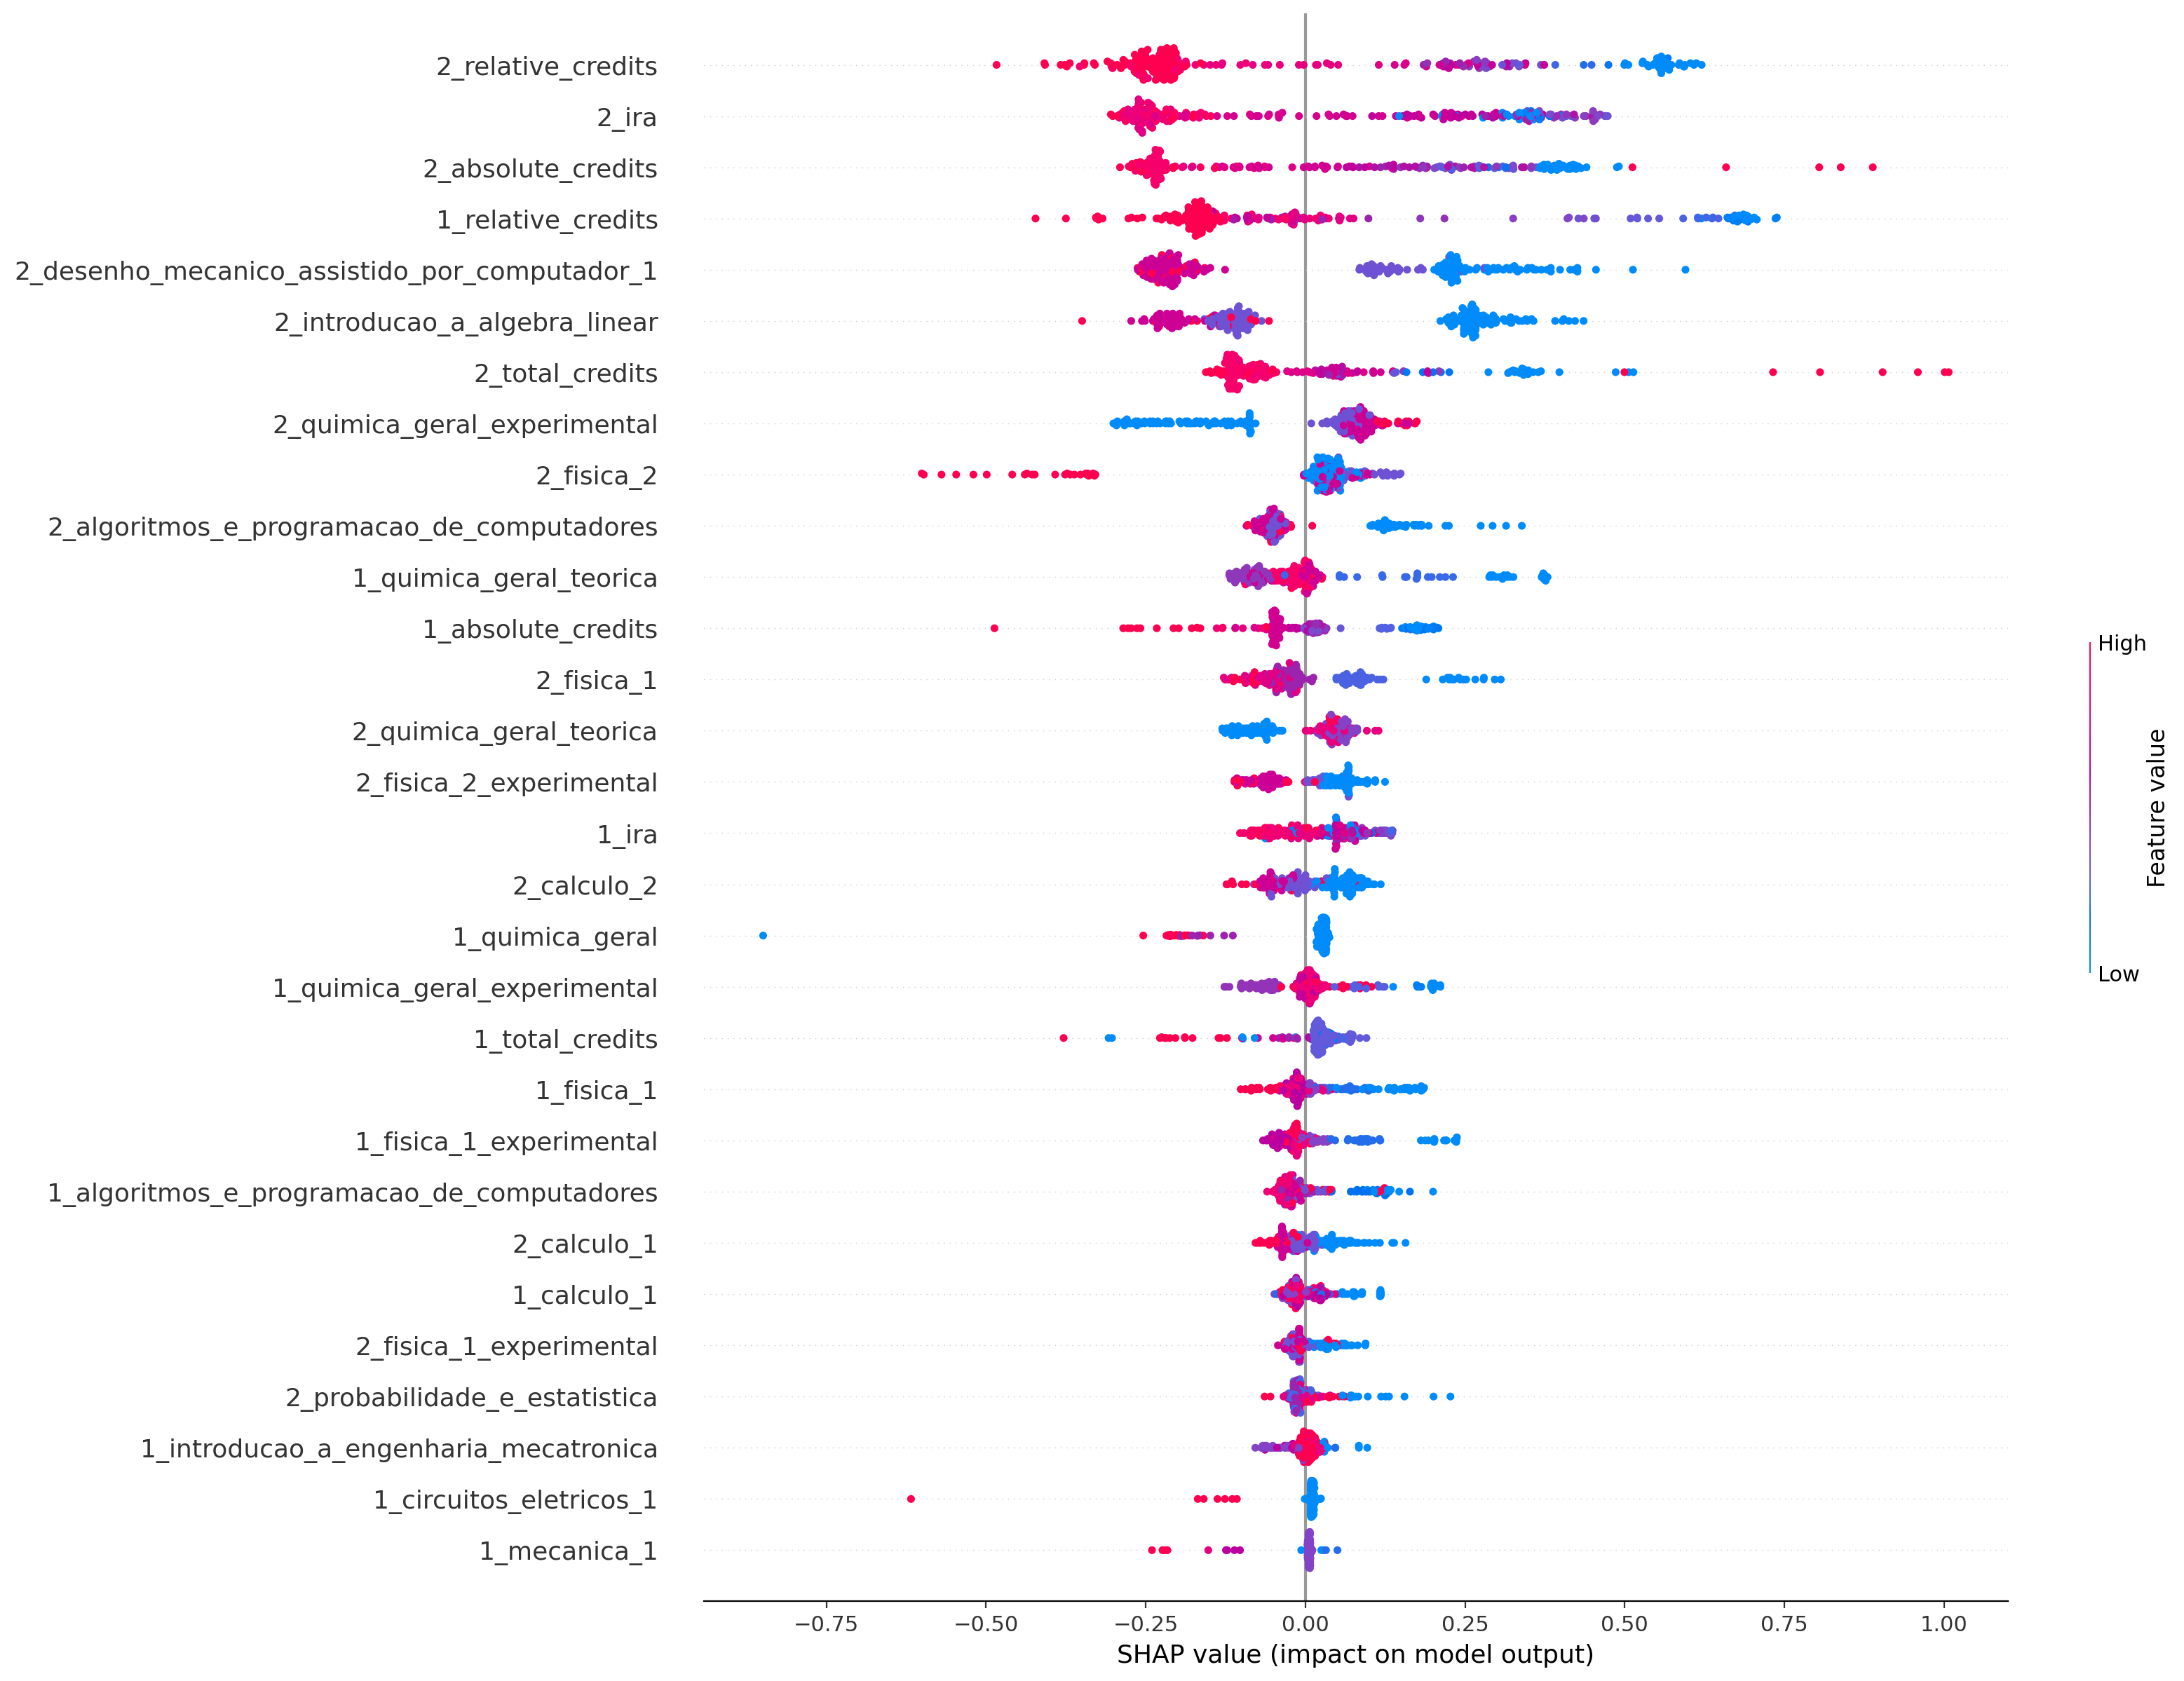 2_relative_credits
2_ira
2_absolute_credits
1_relative_credits
2_desenho_mecanico_assistido_por_computador_1
2_introducao_a_algebra_linear
2_total_credits
2_quimica_geral_experimental
2_fisica_2
2_algoritmos_e_programacao_de_computadores
1_quimica_geral_teorica
1_absolute_credits
2_fisica_1
2_quimica_geral_teorica
2_fisica_2_experimental
1_ira
2_calculo_2
1_quimica_geral
1_quimica_geral_experimental
1_total_credits
1_fisica_1
1_fisica_1_experimental
1_algoritmos_e_programacao_de_computadores
2_calculo_1
1_calculo_1
2_fisica_1_experimental
2_probabilidade_e_estatistica
1_introducao_a_engenharia_mecatronica
1_circuitos_eletricos_1
1_mecanica_1
−0.75 −0.50 −0.25 0.00 0.25 0.50 0.75 1.00
SHAP value (impact on model output)
High
Feature value
Low